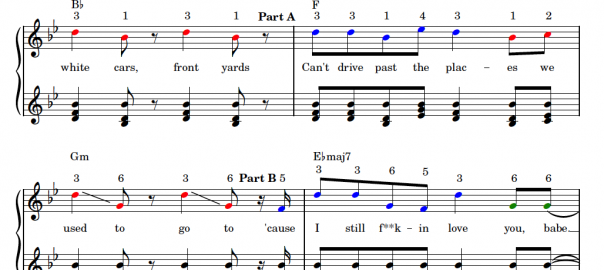 B♭ F
3 1 3 1 Part A 3 3 1 4 3 1 2
white cars, front yards Can't drive past the plac – es we
Gm E♭maj7
3 6 3 6 Part B 5 3 3 6 5 3 6 6
used to go to 'cause I still f**k – in love you, babe